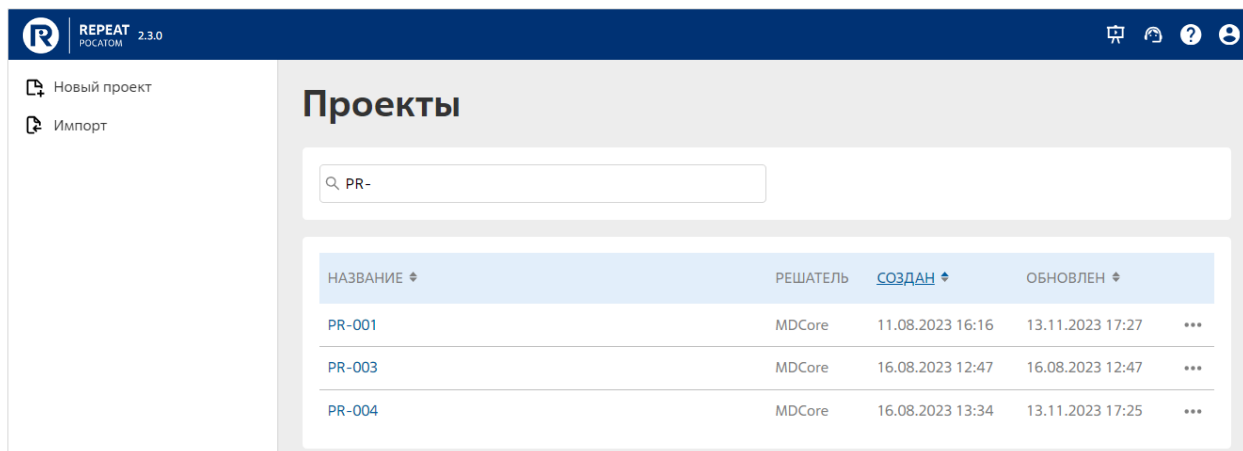 REPEAT 2.3.0
РОСАТОМ
Новый проект
Импорт
Проекты
PR-
НАЗВАНИЕ РЕШАТЕЛЬ СОЗДАН ОБНОВЛЕН
PR-001 MDCore 11.08.2023 16:16 13.11.2023 17:27
PR-003 MDCore 16.08.2023 12:47 16.08.2023 12:47
PR-004 MDCore 16.08.2023 13:34 13.11.2023 17:25